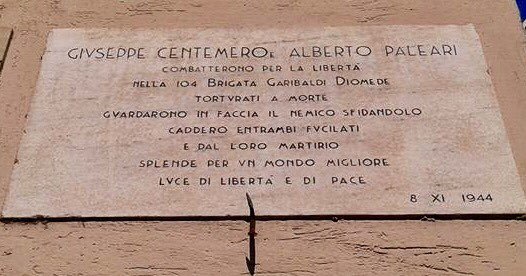 GIVSEPPE CENTEMERO E ALBERTO PALEARI
COMBATTERONO PER LA LIBERTA'
NELLA 104 BRIGATA GARIBALDI DIOMEDE
TORTVRATI A MORTE
GVARDARONO IN FACCIA IL NEMICO SFIDANDOLO
CADDERO ENTRAMBI FVCILATI
E DAL LORO MARTIRIO
SPLENDE PER VN MONDO MIGLIORE
LVCE DI LIBERTA' E DI PACE
8 XI 1944